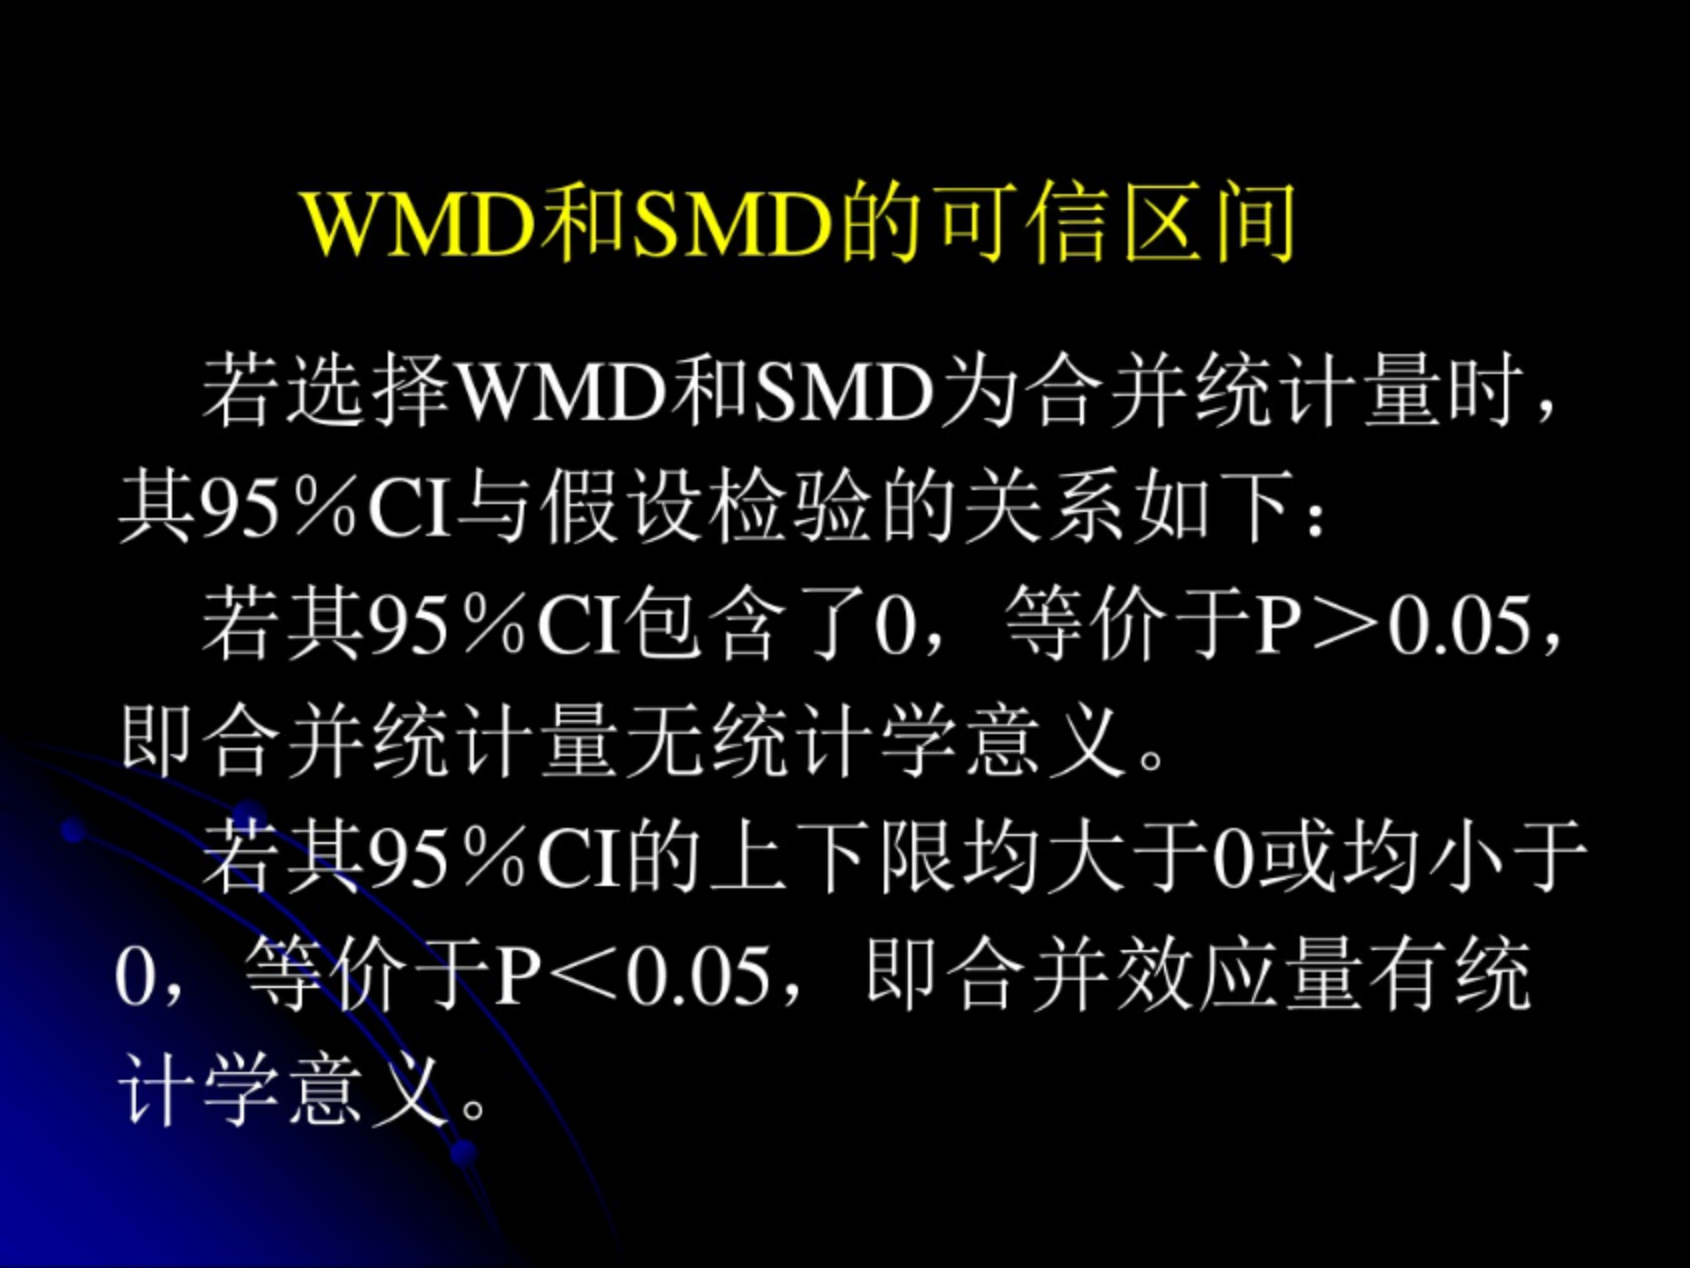 WMD和SMD的可信区间
若选择WMD和SMD为合并统计量时，
其95％CI与假设检验的关系如下：
若其95％CI包含了0，等价于P＞0.05，
即合并统计量无统计学意义。
若其95％CI的上下限均大于0或均小于
0，等价于P＜0.05，即合并效应量有统
计学意义。